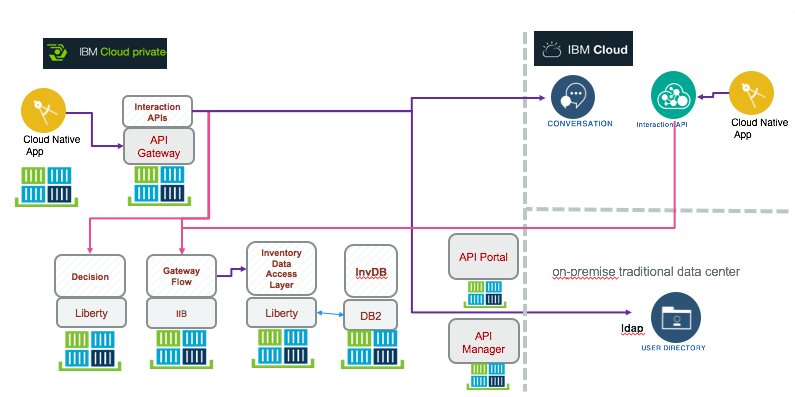 IBM Cloud private
IBM Cloud
Cloud Native
App
Interaction
APIs
API
Gateway
CONVERSATION
Interaction API
Cloud Native
App
Decision
Liberty
Gateway
Flow
IIB
Inventory
Data
Access
Layer
Liberty
InvDB
DB2
API Portal
API
Manager
on-premise traditional data center
ldap
USER DIRECTORY